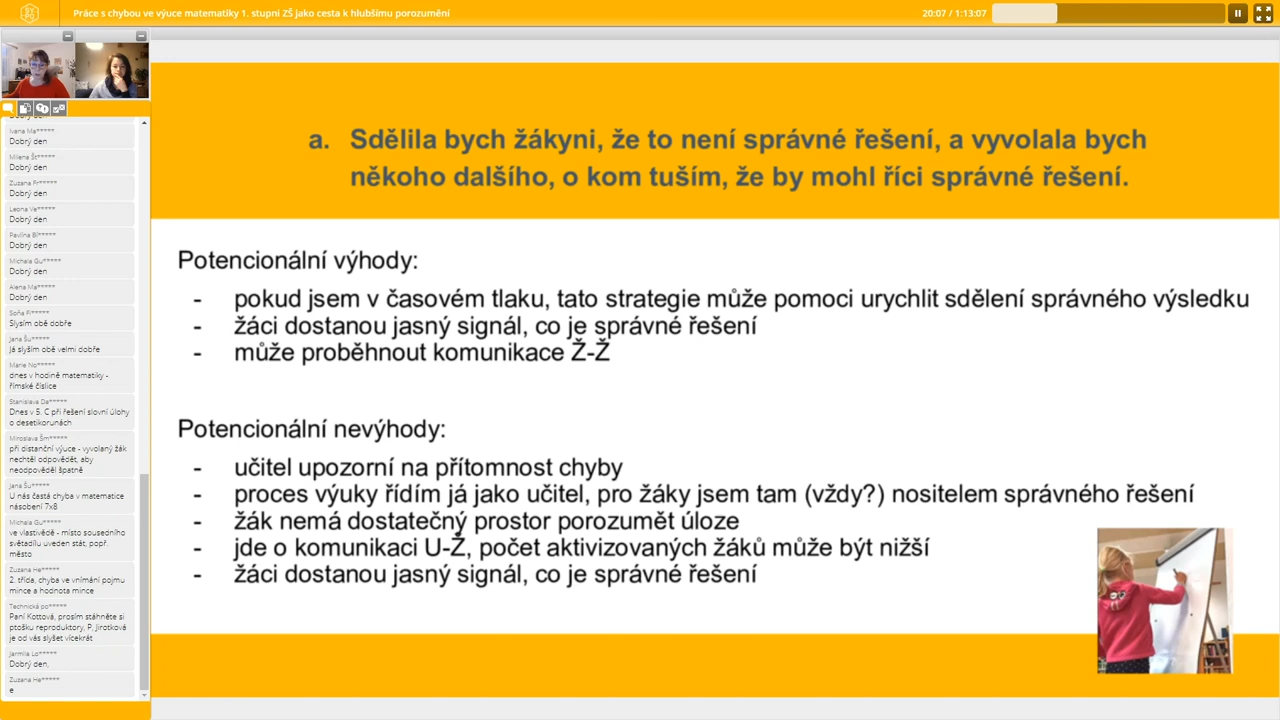 Práce s chybou ve výuce matematiky 1. stupni ZŠ jako cesta k hlubšímu porozumění
20:07 / 1:13:07
Dobrý den
Ivana Ma*****
Dobrý den
Milena Št*****
Dobrý den
Zuzana Fr*****
Dobrý den
Leona Ve*****
Dobrý den
Pavlína Bí*****
Dobrý den
Michala Gu*****
Dobrý den
Alena Ma*****
Dobrý den
Soňa Fi*****
Slysím obě dobře
Jana Šu*****
Já slyším obě velmi dobře
Marie No*****
dnes v hodině matematiky -
římské číslice
Stanislava Da*****
Dnes v 5. C při řešení slovní úlohy
o desetikorunách
Miroslava Šm*****
při distanční výuce - vyvolaný žák
nechtěl odpovědět, aby
neodpověděl špatně
Jana Šu*****
U nás častá chyba v matematice
násobení 7x8
Michala Gu*****
ve vlastivědě - místo sousedního
světadílu uveden stát, popř.
město
Zuzana He*****
2. třída, chyba ve vnímání pojmu
mince a hodnota mince
Technická po*****
Paní Kottová, prosím stáhněte si
ptošku reproduktory, P. Jirotková
je od vás slyšet vícekrát
Jarmila Lo*****
Dobrý den,
Zuzana He*****
e
a. Sdělila bych žákyni, že to není správné řešení, a vyvolala bych
někoho dalšího, o kom tuším, že by mohl říci správné řešení.
Potencionální výhody:
- pokud jsem v časovém tlaku, tato strategie může pomoci urychlit sdělení správného výsledku
- žáci dostanou jasný signál, co je správné řešení
- může proběhnout komunikace Ž-Ž
Potencionální nevýhody:
- učitel upozorní na přítomnost chyby
- proces výuky řídím já jako učitel, pro žáky jsem tam (vždy?) nositelem správného řešení
- žák nemá dostatečný prostor porozumět úloze
- jde o komunikaci U-Ž, počet aktivizovaných žáků může být nižší
- žáci dostanou jasný signál, co je správné řešení